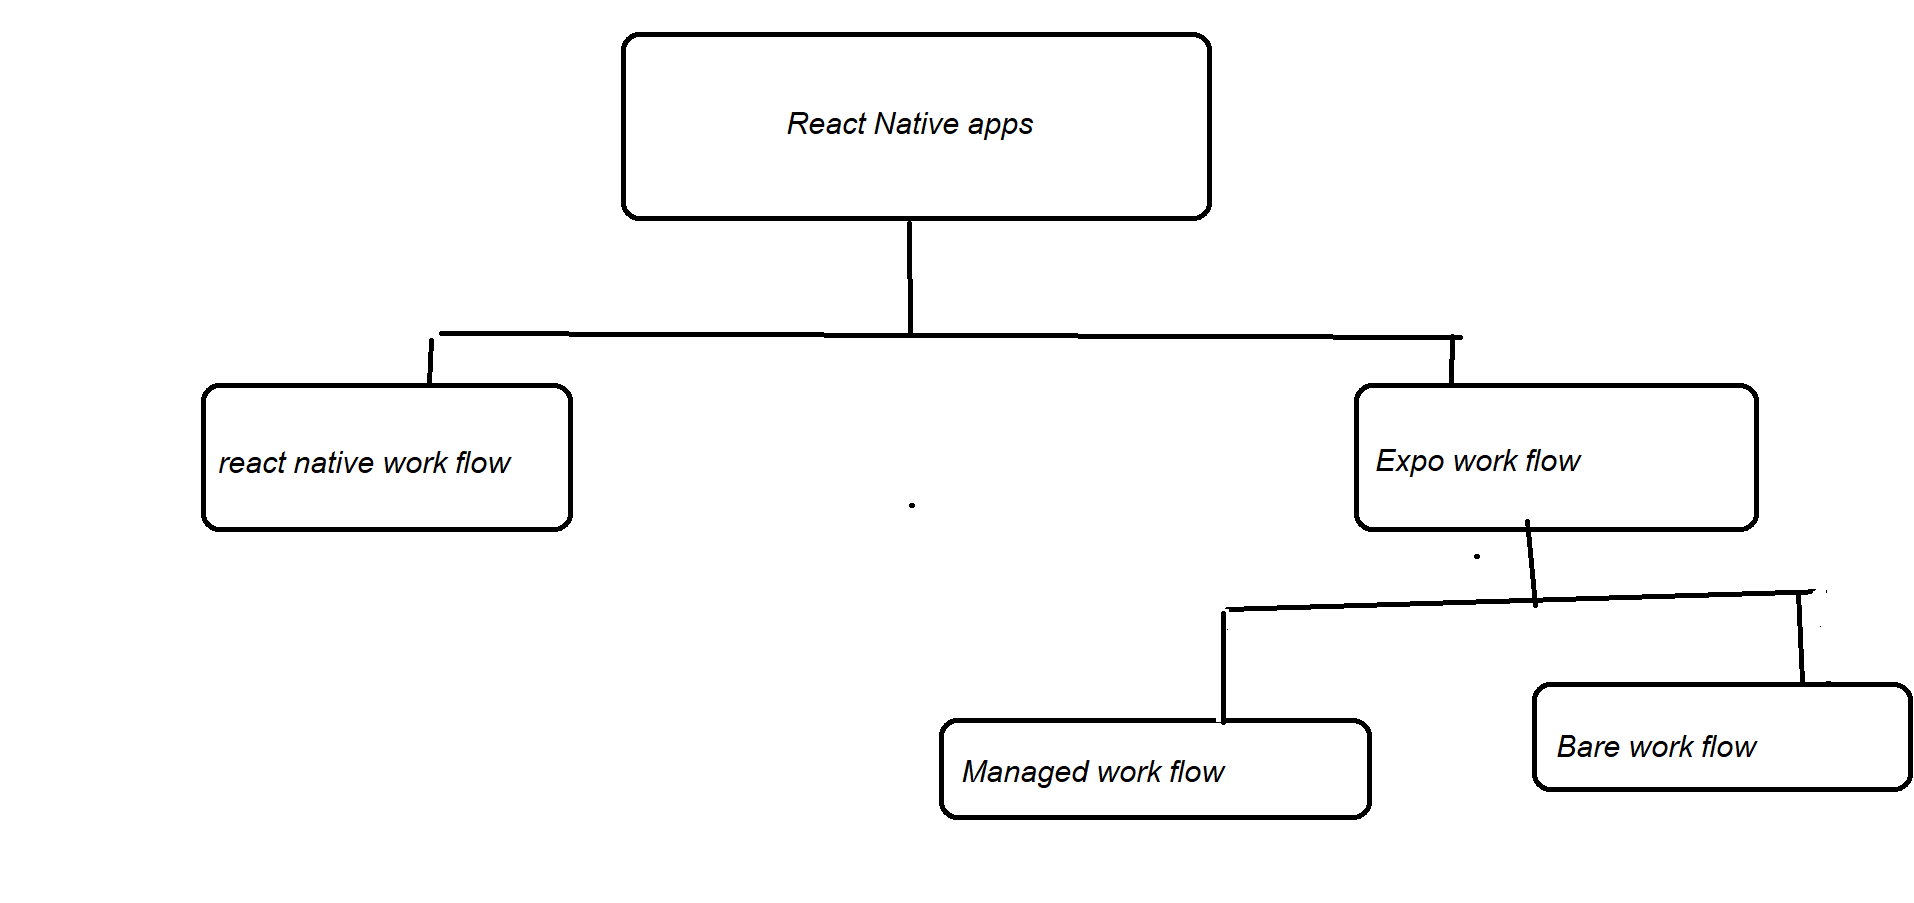 React Native apps
react native work flow
Expo work flow
Managed work flow
Bare work flow